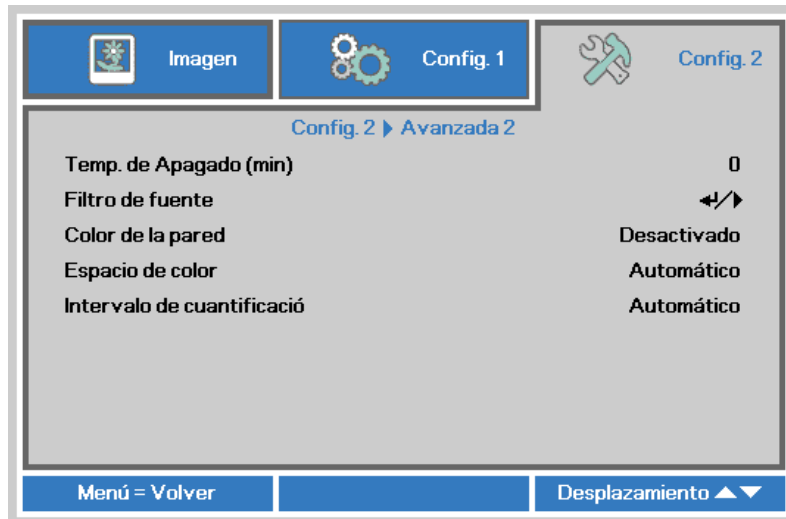 Imagen
Config. 1
Config. 2
Config. 2 Avanzada 2
Temp. de Apagado (min) 0
Filtro de fuente /
Color de la pared Desactivado
Espacio de color Automático
Intervalo de cuantificació Automático
Menú = Volver
Desplazamiento